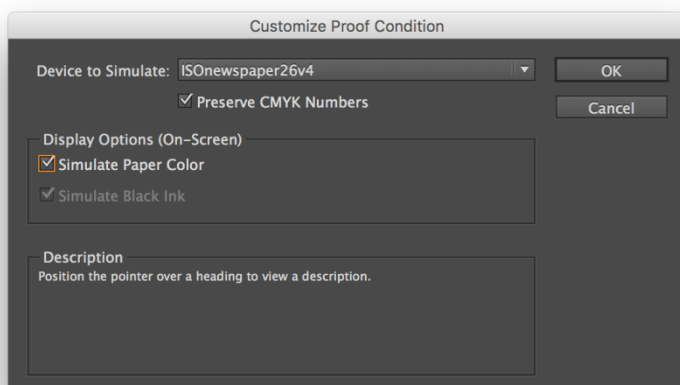 Customize Proof Condition
Device to Simulate: ISOnewspaper26v4
OK
Preserve CMYK Numbers
Cancel
Display Options (On-Screen)
Simulate Paper Color
Simulate Black Ink
Description
Position the pointer over a heading to view a description.